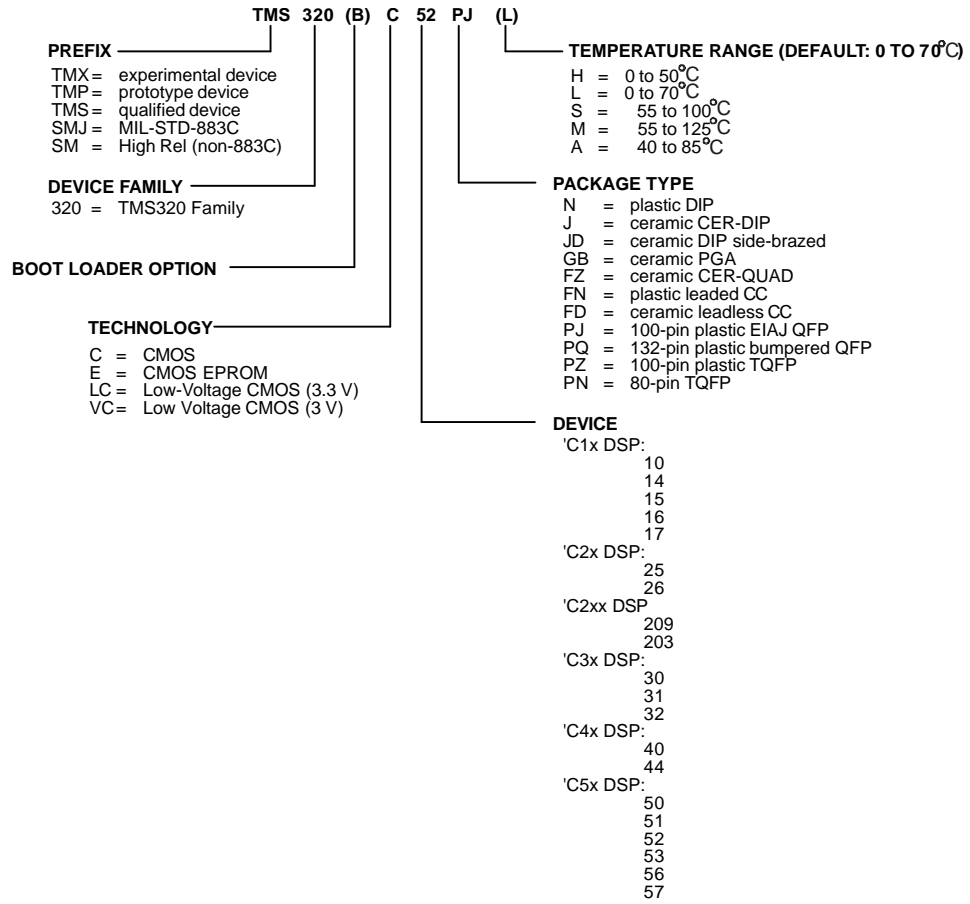 TMS 320 (B) C 52 PJ (L)
PREFIX
TMX = experimental device
TMP = prototype device
TMS = qualified device
SMJ = MIL-STD-883C
SM = High Rel (non-883C)
DEVICE FAMILY
320 = TMS320 Family
BOOT LOADER OPTION
TECHNOLOGY
C = CMOS
E = CMOS EPROM
LC = Low-Voltage CMOS (3.3 V)
VC = Low Voltage CMOS (3 V)
TEMPERATURE RANGE (DEFAULT: 0 TO 70°C)
H = 0 to 50°C
L = 0 to 70°C
S = 55 to 100°C
M = 55 to 125°C
A = 40 to 85°C
PACKAGE TYPE
N = plastic DIP
J = ceramic CER-DIP
JD = ceramic DIP side-brazed
GB = ceramic PGA
FZ = ceramic CER-QUAD
FN = plastic leaded CC
FD = ceramic leadless CC
PJ = 100-pin plastic EIAJ QFP
PQ = 132-pin plastic bumpered QFP
PZ = 100-pin plastic TQFP
PN = 80-pin TQFP
DEVICE
'C1x DSP:
10
14
15
16
17
'C2x DSP:
25
26
'C2xx DSP
209
203
'C3x DSP:
30
31
32
'C4x DSP:
40
44
'C5x DSP:
50
51
52
53
56
57